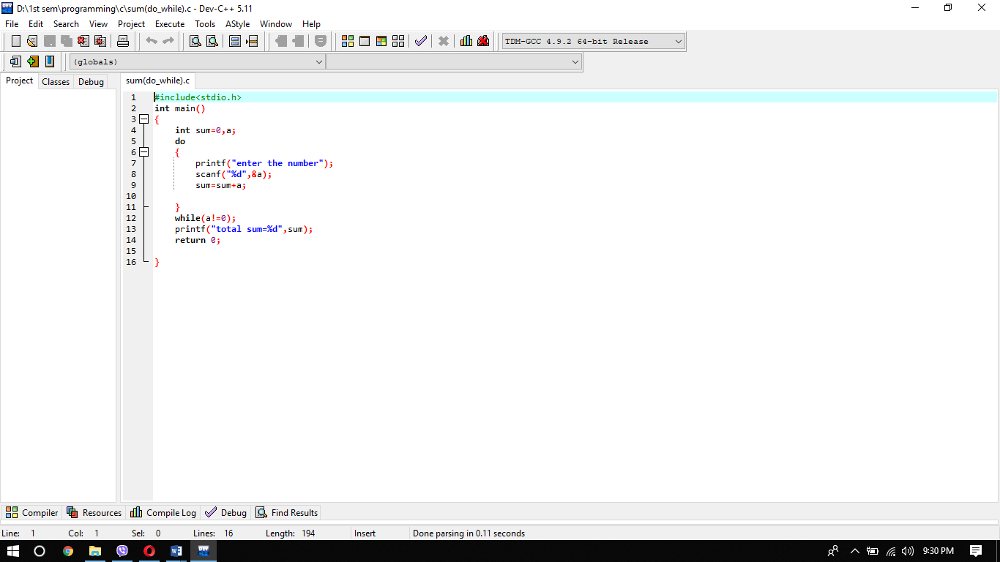 D:\1st sem\programming\c\sum(do_while).c - Dev-C++ 5.11
File Edit Search View Project Execute Tools AStyle Window Help
TDM-GCC 4.9.2 64-bit Release
(globals)
Project Classes Debug
sum(do_while).c
1 #include<stdio.h>
2 int main()
3 {
4 int sum=0,a;
5 do
6 {
7 printf("enter the number");
8 scanf("%d",&a);
9 sum=sum+a;
10
11 }
12 while(a!=0);
13 printf("total sum=%d",sum);
14 return 0;
15
16 }
Compiler Resources Compile Log Debug Find Results
Line: 1 Col: 1 Sel: 0 Lines: 16 Length: 194 Insert Done parsing in 0.11 seconds
9:30 PM